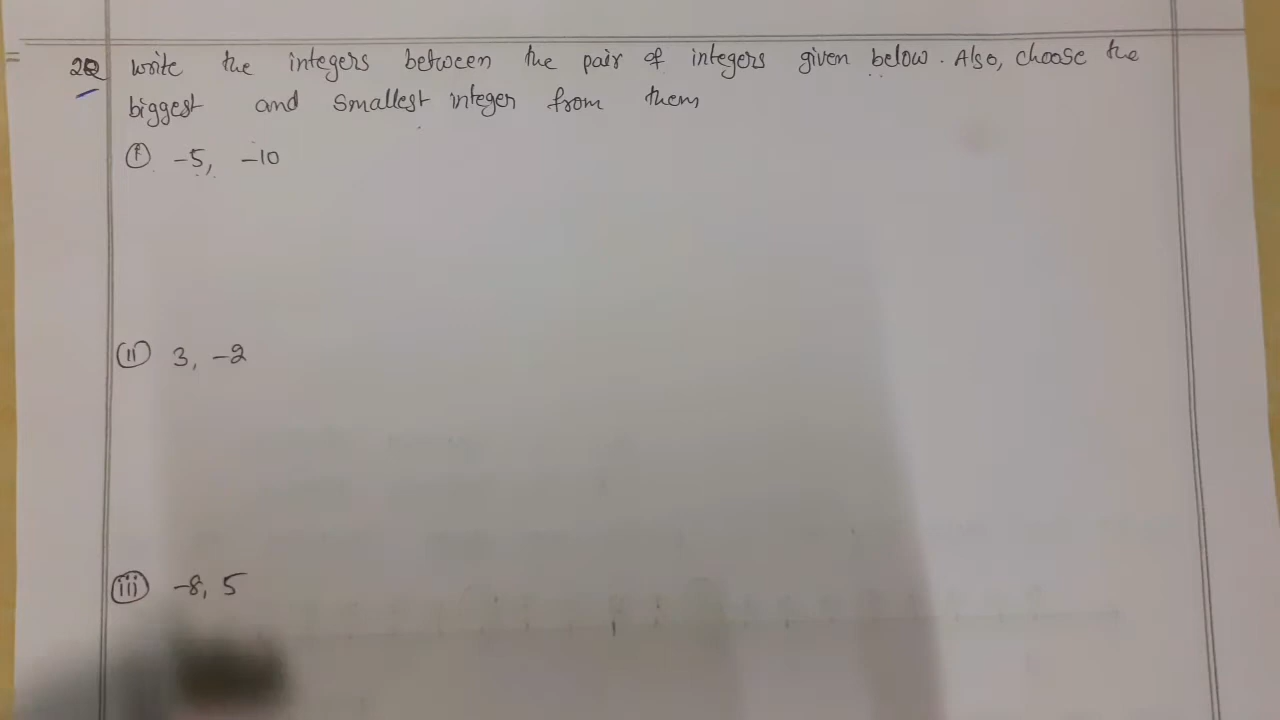 2Q write the integers between the pair of integers given below. Also, choose the
biggest and smallest integer from them
(i) -5, -10
(ii) 3, -2
(iii) -8, 5